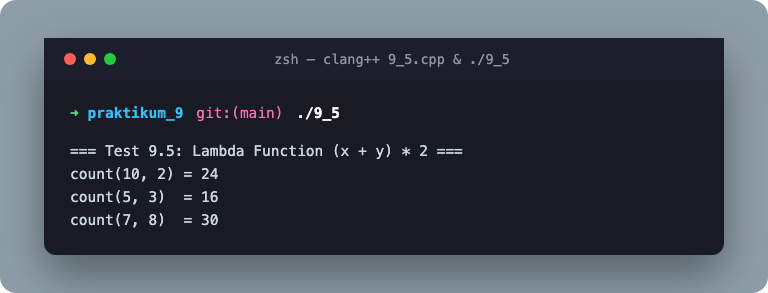 zsh — clang++ 9_5.cpp & ./9_5
➜ praktikum_9 git:(main) ./9_5
=== Test 9.5: Lambda Function (x + y) * 2 ===
count(10, 2) = 24
count(5, 3)  = 16
count(7, 8)  = 30